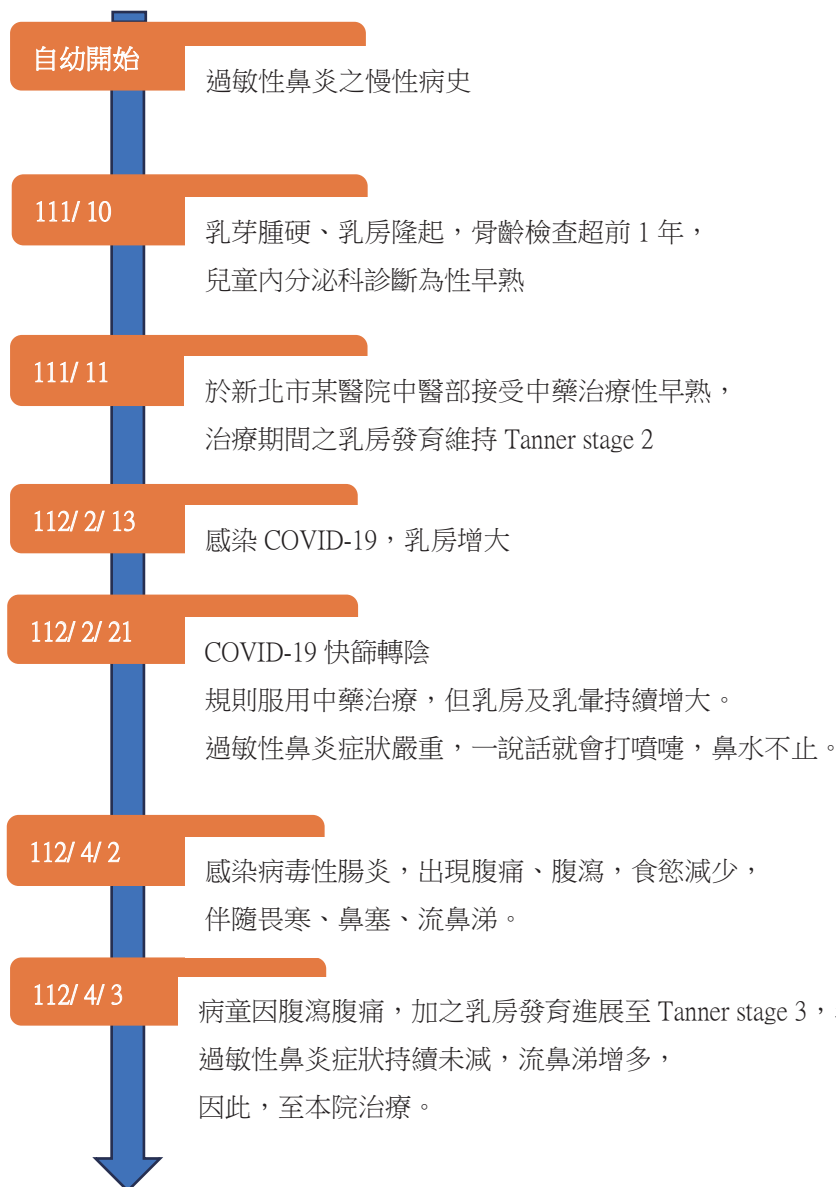 自幼開始
過敏性鼻炎之慢性病史
111/ 10
乳芽腫硬、乳房隆起，骨齡檢查超前 1 年，
兒童內分泌科診斷為性早熟
111/ 11
於新北市某醫院中醫部接受中藥治療性早熟，
治療期間之乳房發育維持 Tanner stage 2
112/ 2/ 13
感染 COVID-19，乳房增大
112/ 2/ 21
COVID-19 快篩轉陰
規則服用中藥治療，但乳房及乳暈持續增大。
過敏性鼻炎症狀嚴重，一說話就會打噴嚏，鼻水不止。
112/ 4/ 2
感染病毒性腸炎，出現腹痛、腹瀉，食慾減少，
伴隨畏寒、鼻塞、流鼻涕。
112/ 4/ 3
病童因腹瀉腹痛，加之乳房發育進展至 Tanner stage 3，
過敏性鼻炎症狀持續未減，流鼻涕增多，
因此，至本院治療。